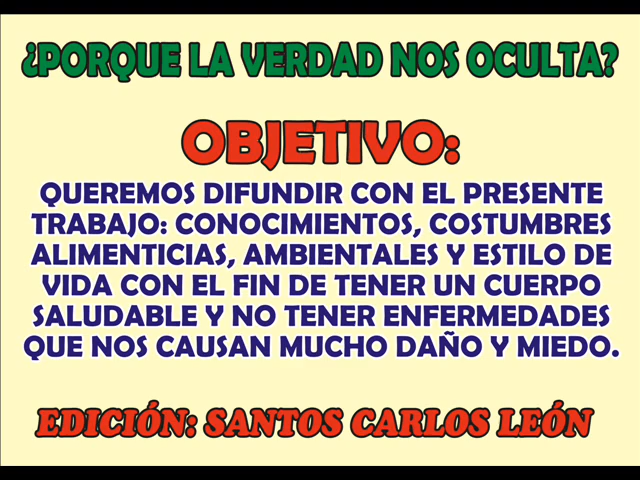 ¿PORQUE LA VERDAD NOS OCULTA?
OBJETIVO:
QUEREMOS DIFUNDIR CON EL PRESENTE
TRABAJO: CONOCIMIENTOS, COSTUMBRES
ALIMENTICIAS, AMBIENTALES Y ESTILO DE
VIDA CON EL FIN DE TENER UN CUERPO
SALUDABLE Y NO TENER ENFERMEDADES
QUE NOS CAUSAN MUCHO DAÑO Y MIEDO.
EDICIÓN: SANTOS CARLOS LEÓN